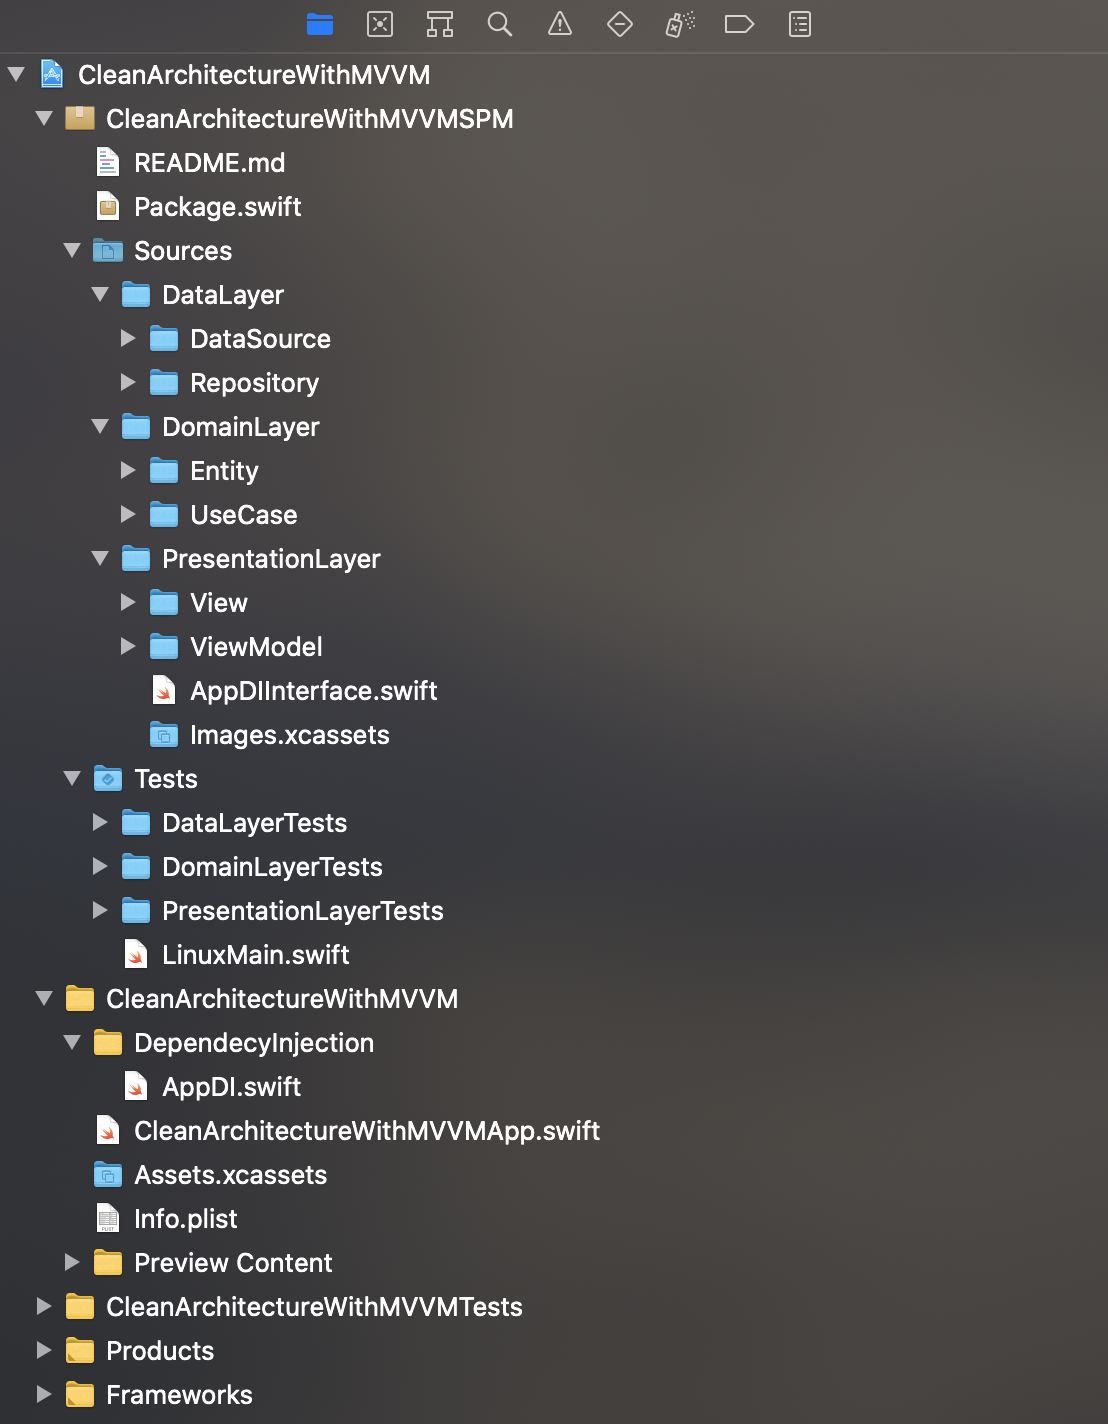 CleanArchitectureWithMVVM
CleanArchitectureWithMVVMSPM
README.md
Package.swift
Sources
DataLayer
DataSource
Repository
DomainLayer
Entity
UseCase
PresentationLayer
View
ViewModel
AppDIInterface.swift
Images.xcassets
Tests
DataLayerTests
DomainLayerTests
PresentationLayerTests
LinuxMain.swift
CleanArchitectureWithMVVM
DependecyInjection
AppDI.swift
CleanArchitectureWithMVVMApp.swift
Assets.xcassets
Info.plist
Preview Content
CleanArchitectureWithMVVMTests
Products
Frameworks